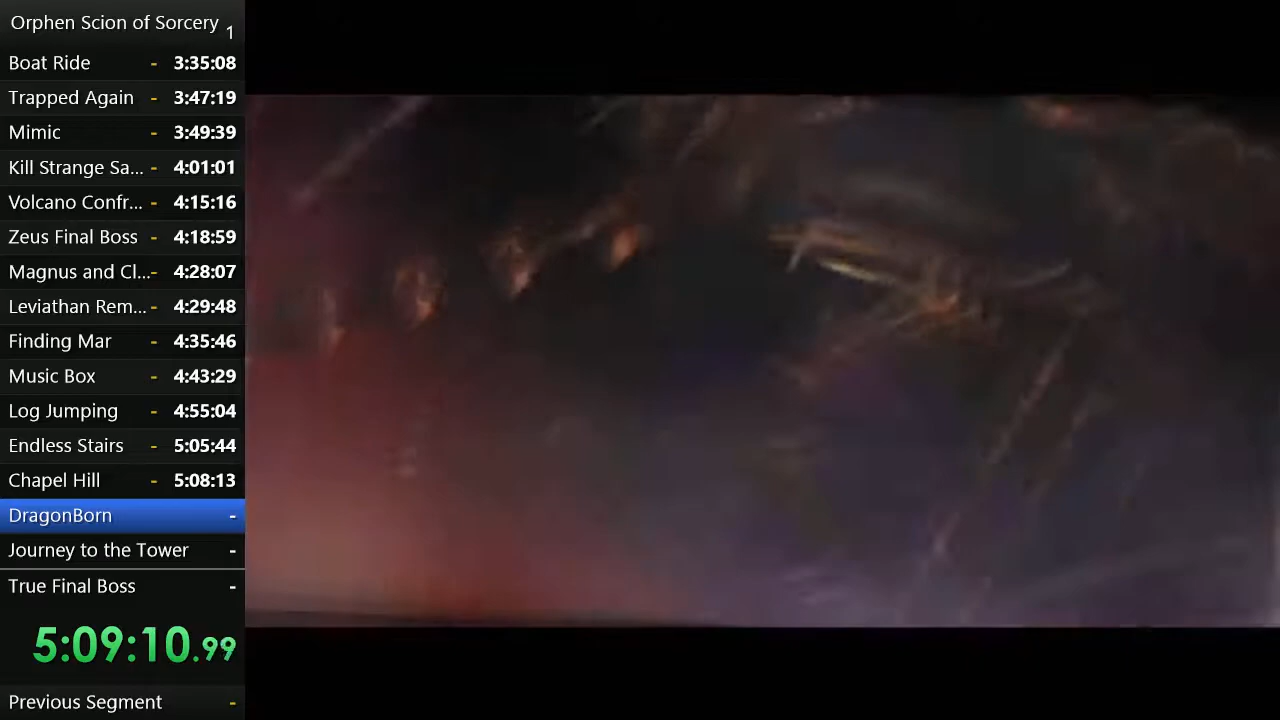 Orphen Scion of Sorcery 1
Boat Ride - 3:35:08
Trapped Again - 3:47:19
Mimic - 3:49:39
Kill Strange Sa... - 4:01:01
Volcano Confr... - 4:15:16
Zeus Final Boss - 4:18:59
Magnus and Cl... - 4:28:07
Leviathan Rem... - 4:29:48
Finding Mar - 4:35:46
Music Box - 4:43:29
Log Jumping - 4:55:04
Endless Stairs - 5:05:44
Chapel Hill - 5:08:13
DragonBorn -
Journey to the Tower -
True Final Boss -
5:09:10.99
Previous Segment -